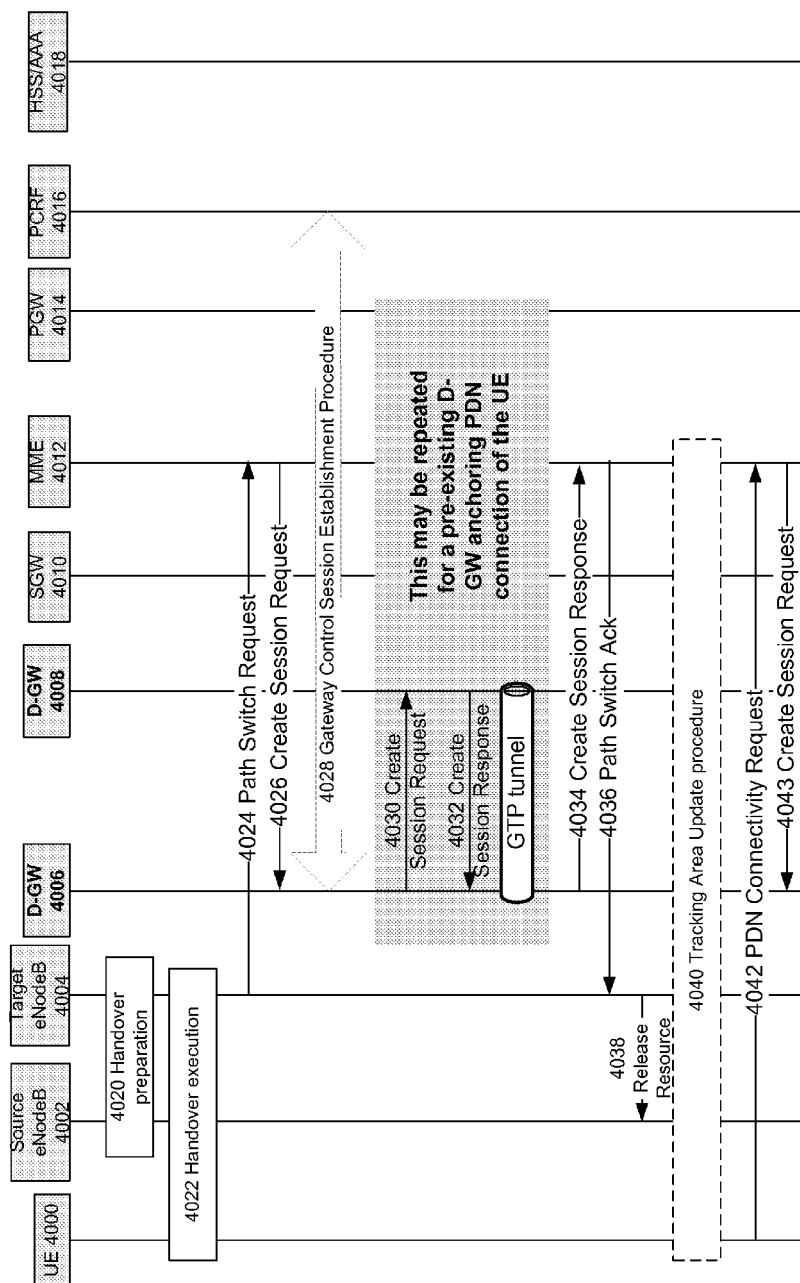 UE 4000
Source
eNodeB
4002
Target
eNodeB
4004
D-GW
4006
D-GW
4008
SGW
4010
MME
4012
PGW
4014
PCRF
4016
HSS/AAA
4018
4020 Handover
preparation
4022 Handover execution
4024 Path Switch Request
4026 Create Session Request
4028 Gateway Control Session Establishment Procedure
4030 Create
Session Request
4032 Create
Session Response
GTP tunnel
This may be repeated
for a pre-existing D-
GW anchoring PDN
connection of the UE
4034 Create Session Response
4036 Path Switch Ack
4038
Release
Resource
4040 Tracking Area Update procedure
4042 PDN Connectivity Request
4043 Create Session Request